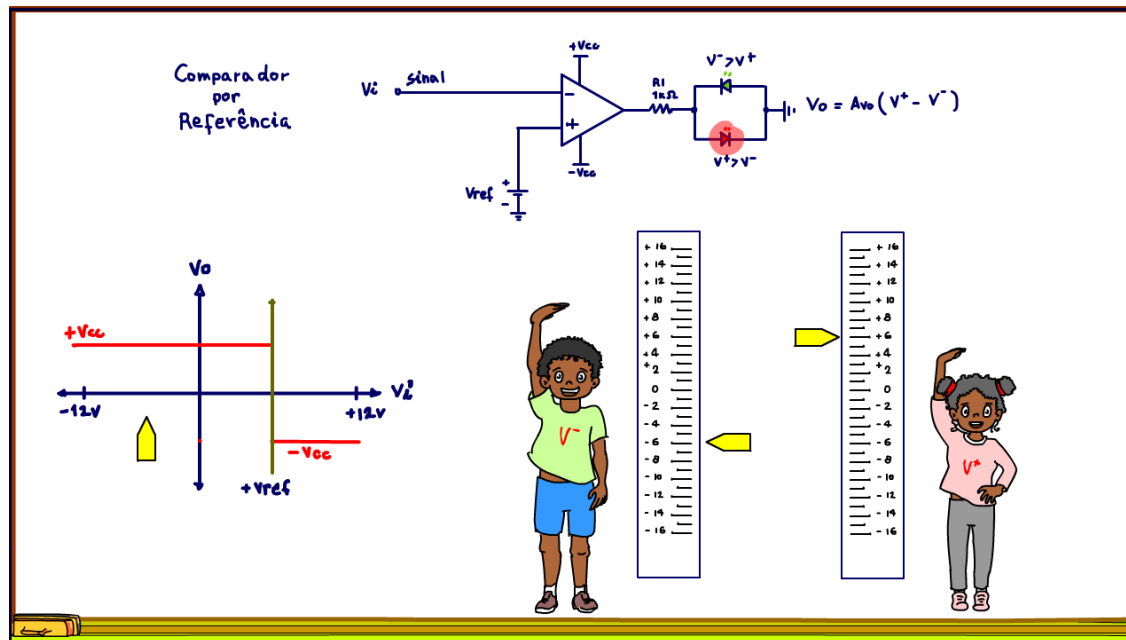 Comparador
por
Referência
Vi
sinal
+Vcc
-
+
-Vcc
+
Vref
-
R1
1kΩ
V⁻>V⁺
V⁺>V⁻
Vo = Avo (V⁺ - V⁻)
Vo
+Vcc
-12V
+12V
Vi
-Vcc
+Vref
V⁻
+ 16
+ 14
+ 12
+ 10
+ 8
+ 6
+ 4
+ 2
0
- 2
- 4
- 6
- 8
- 10
- 12
- 14
- 16
+ 16
+ 14
+ 12
+ 10
+ 8
+ 6
+ 4
+ 2
0
- 2
- 4
- 6
- 8
- 10
- 12
- 14
- 16
V⁺